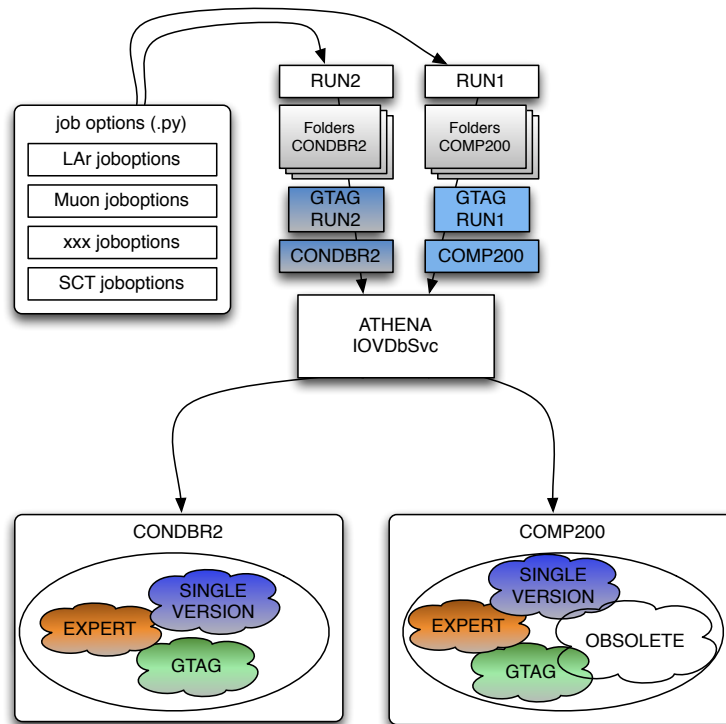 RUN2
RUN1
job options (.py)
LAr joboptions
Muon joboptions
xxx joboptions
SCT joboptions
Folders
CONDBR2
Folders
COMP200
GTAG
RUN2
GTAG
RUN1
CONDBR2
COMP200
ATHENA
IOVDbSvc
CONDBR2
SINGLE
VERSION
EXPERT
GTAG
COMP200
SINGLE
VERSION
EXPERT
OBSOLETE
GTAG